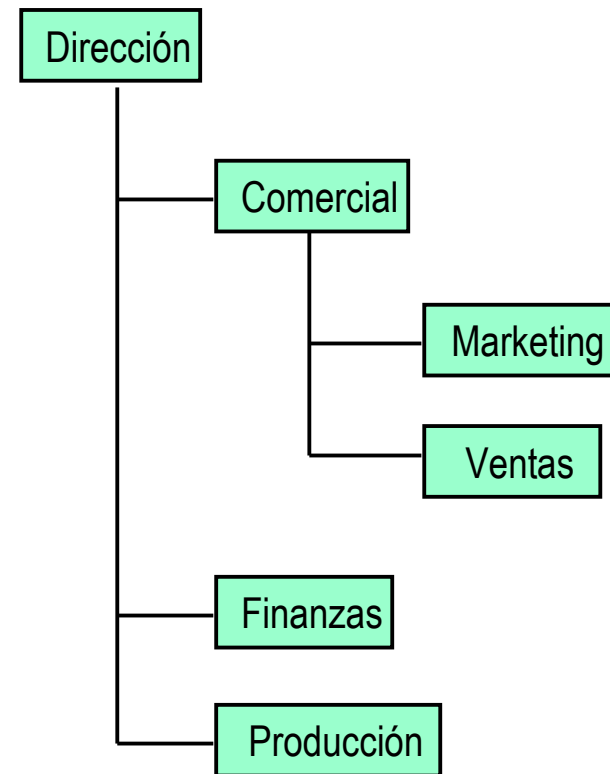 Dirección
Comercial
Marketing
Ventas
Finanzas
Producción